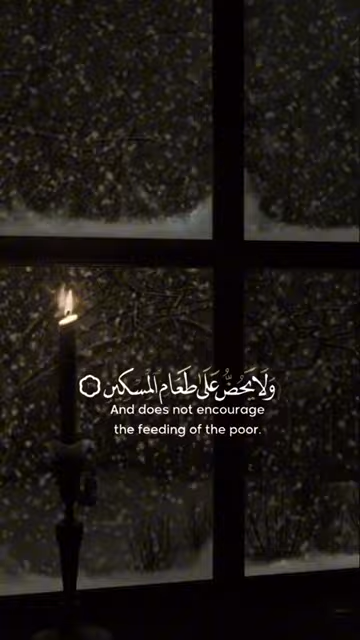 وَلَا يَحُضُّ عَلَىٰ طَعَامِ الْمِسْكِينِ
And does not encourage
the feeding of the poor.